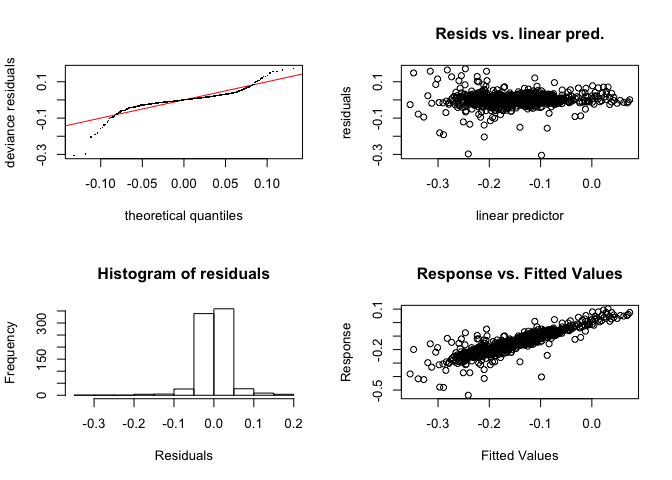 deviance residuals
-0.3
-0.1
0.1
-0.10
-0.05
0.00
0.05
0.10
theoretical quantiles
Resids vs. linear pred.
residuals
-0.3
-0.1
0.1
-0.3
-0.2
-0.1
0.0
linear predictor
Histogram of residuals
Frequency
0
150
300
-0.3
-0.2
-0.1
0.0
0.1
0.2
Residuals
Response vs. Fitted Values
Response
-0.5
-0.2
0.1
-0.3
-0.2
-0.1
0.0
Fitted Values